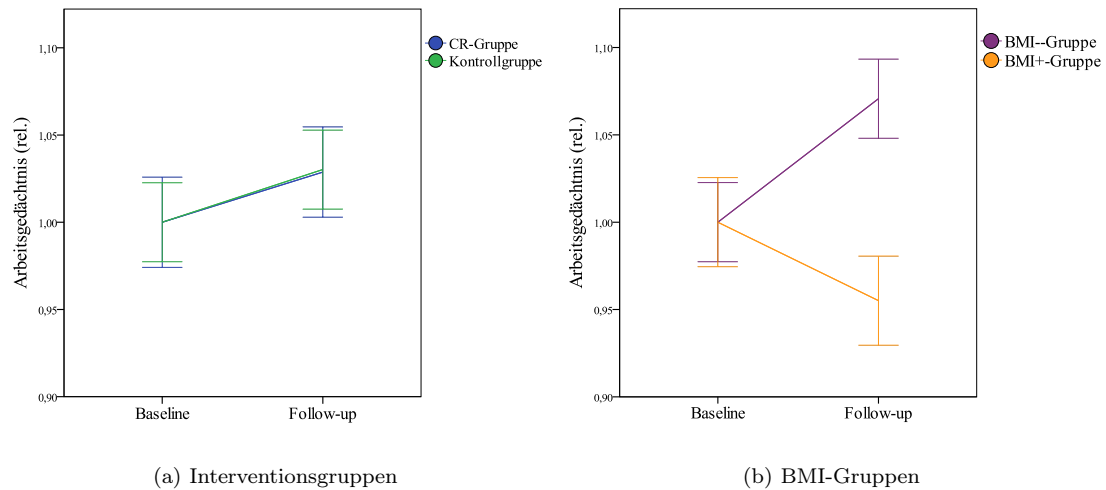 1,10
1,05
1,00
0,95
0,90
Arbeitsgedächtnis (rel.)
Baseline
Follow-up
CR-Gruppe
Kontrollgruppe
(a) Interventionsgruppen
1,10
1,05
1,00
0,95
0,90
Arbeitsgedächtnis (rel.)
Baseline
Follow-up
BMI--Gruppe
BMI+-Gruppe
(b) BMI-Gruppen